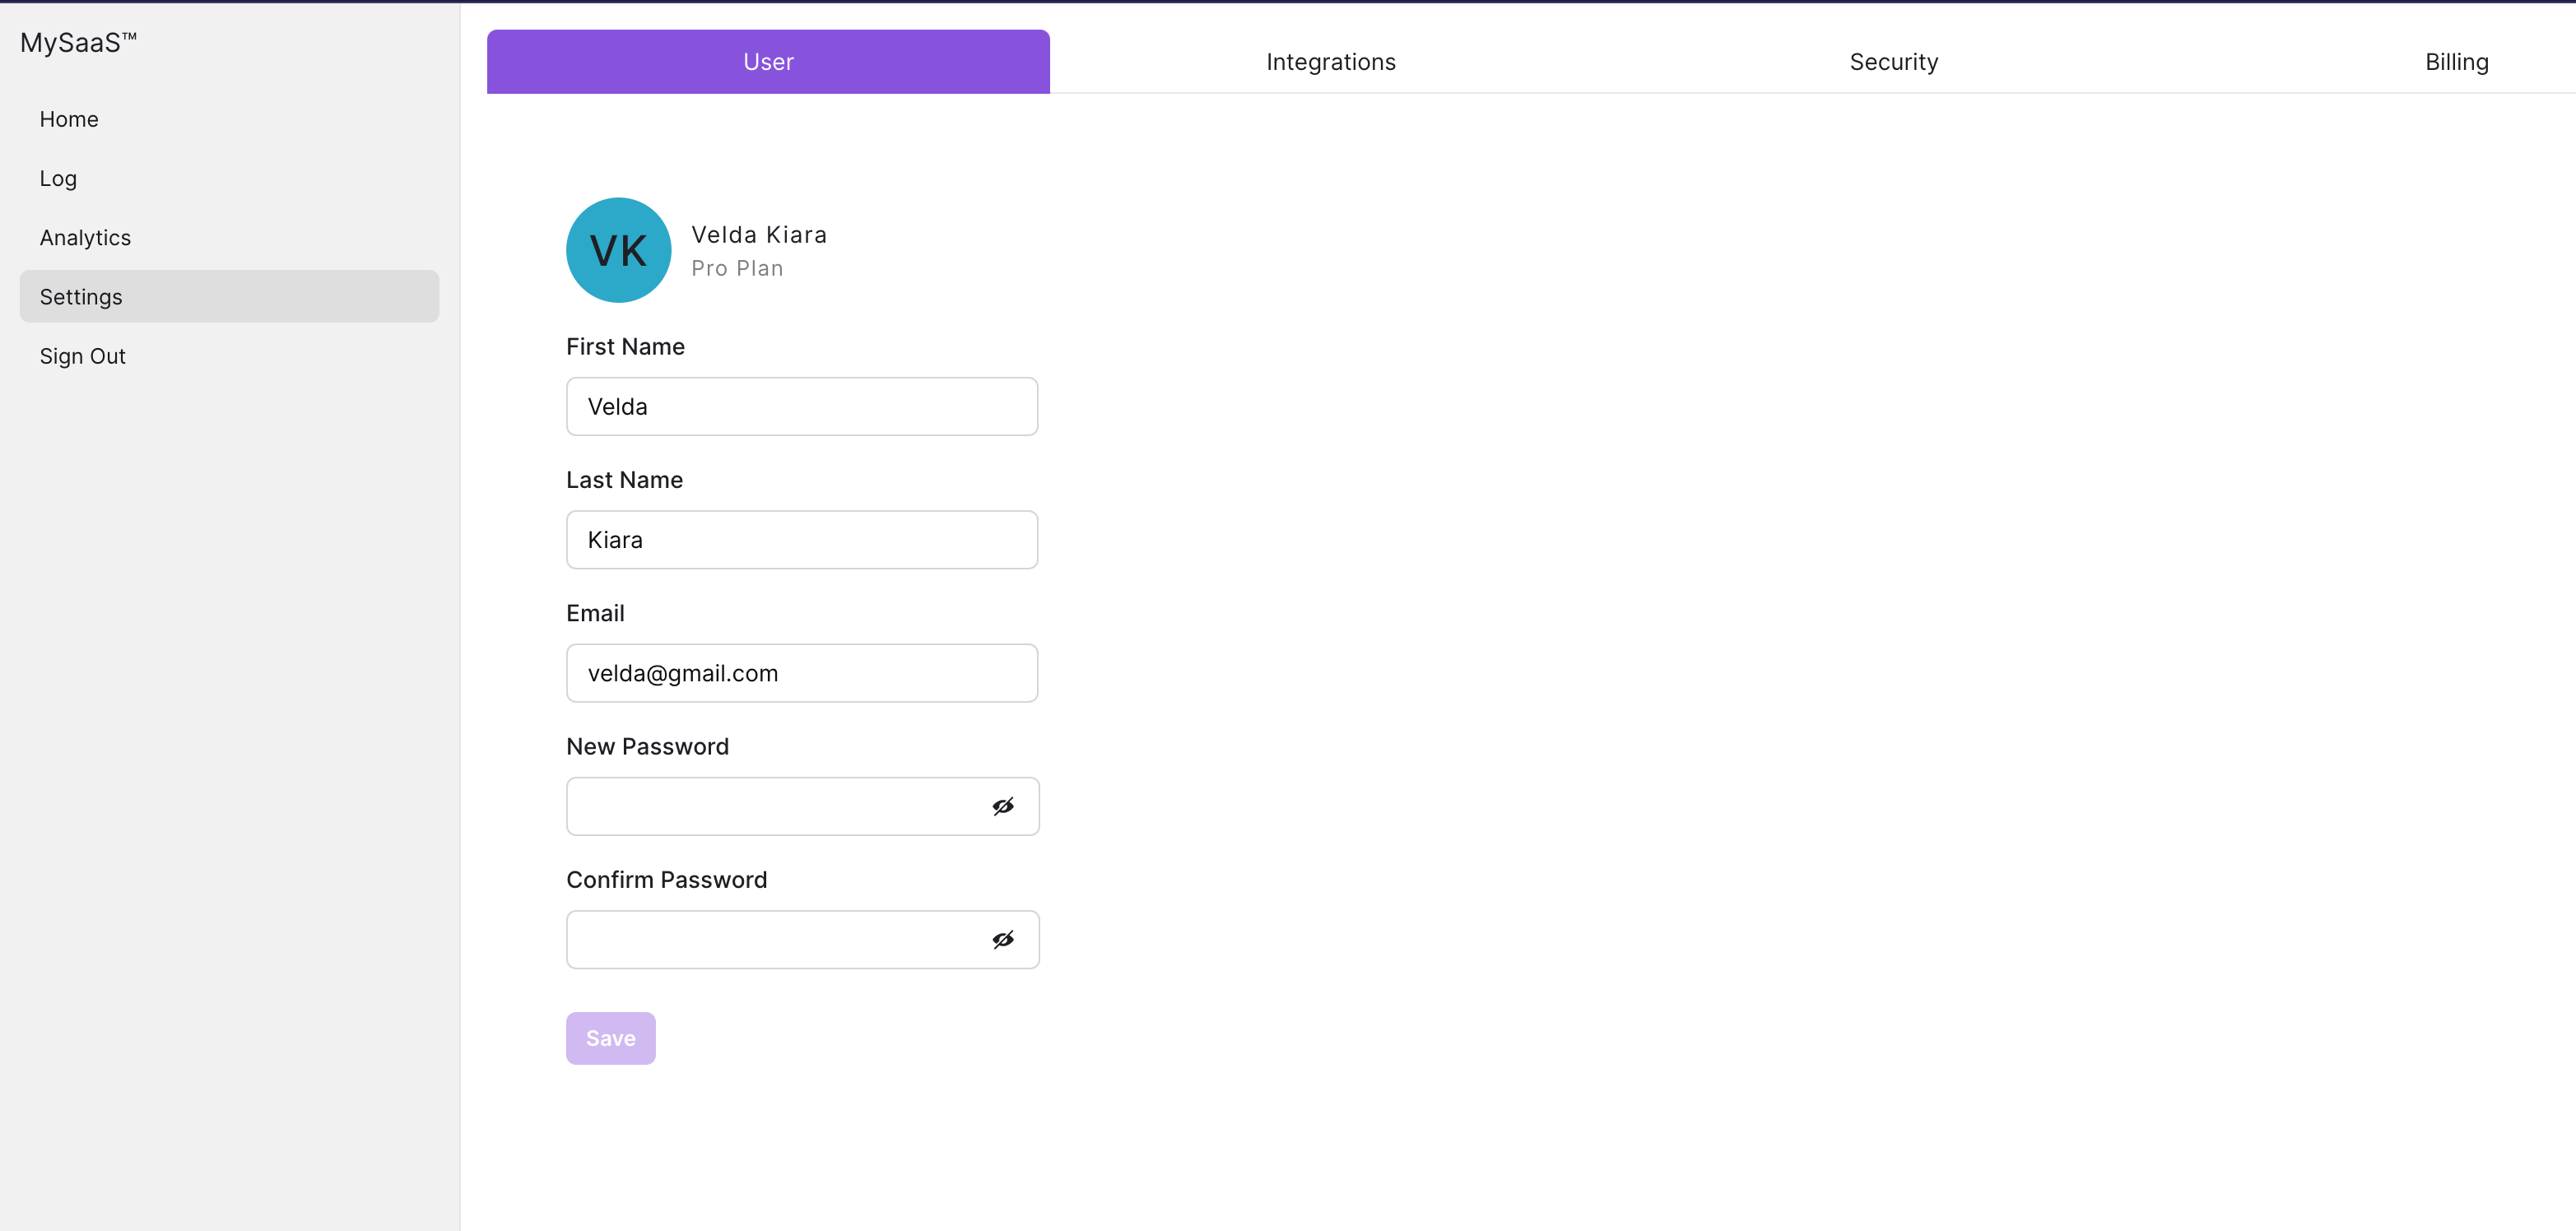 MySaaS™
Home
Log
Analytics
Settings
Sign Out
User
Integrations
Security
Billing
VK
Velda Kiara
Pro Plan
First Name
Velda
Last Name
Kiara
Email
velda@gmail.com
New Password
Confirm Password
Save